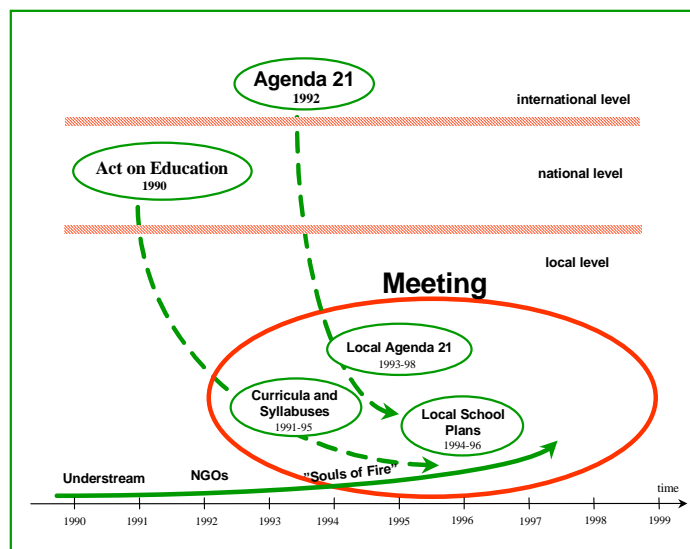 Agenda 21
1992
international level
Act on Education
1990
national level
local level
Meeting
Local Agenda 21
1993-98
Curricula and
Syllabuses
1991-95
Local School
Plans
1994-96
Understream
NGOs
"Souls of Fire"
time
1990 1991 1992 1993 1994 1995 1996 1997 1998 1999